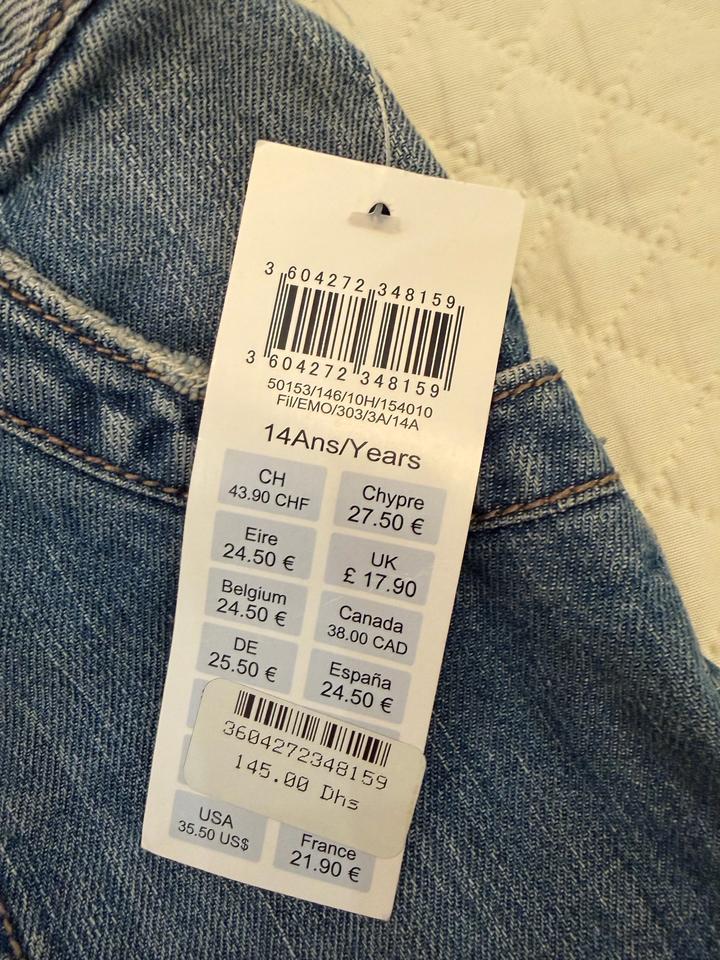 3 604272 348159
3 604272 348159
50153/146/10H/154010
Fil/EMO/303/3A/14A
14Ans/Years
CH
43.90 CHF
Chypre
27.50 €
Eire
24.50 €
UK
£ 17.90
Belgium
24.50 €
Canada
38.00 CAD
DE
25.50 €
España
24.50 €
3604272348159
145.00 Dhs
USA
35.50 US$
France
21.90 €